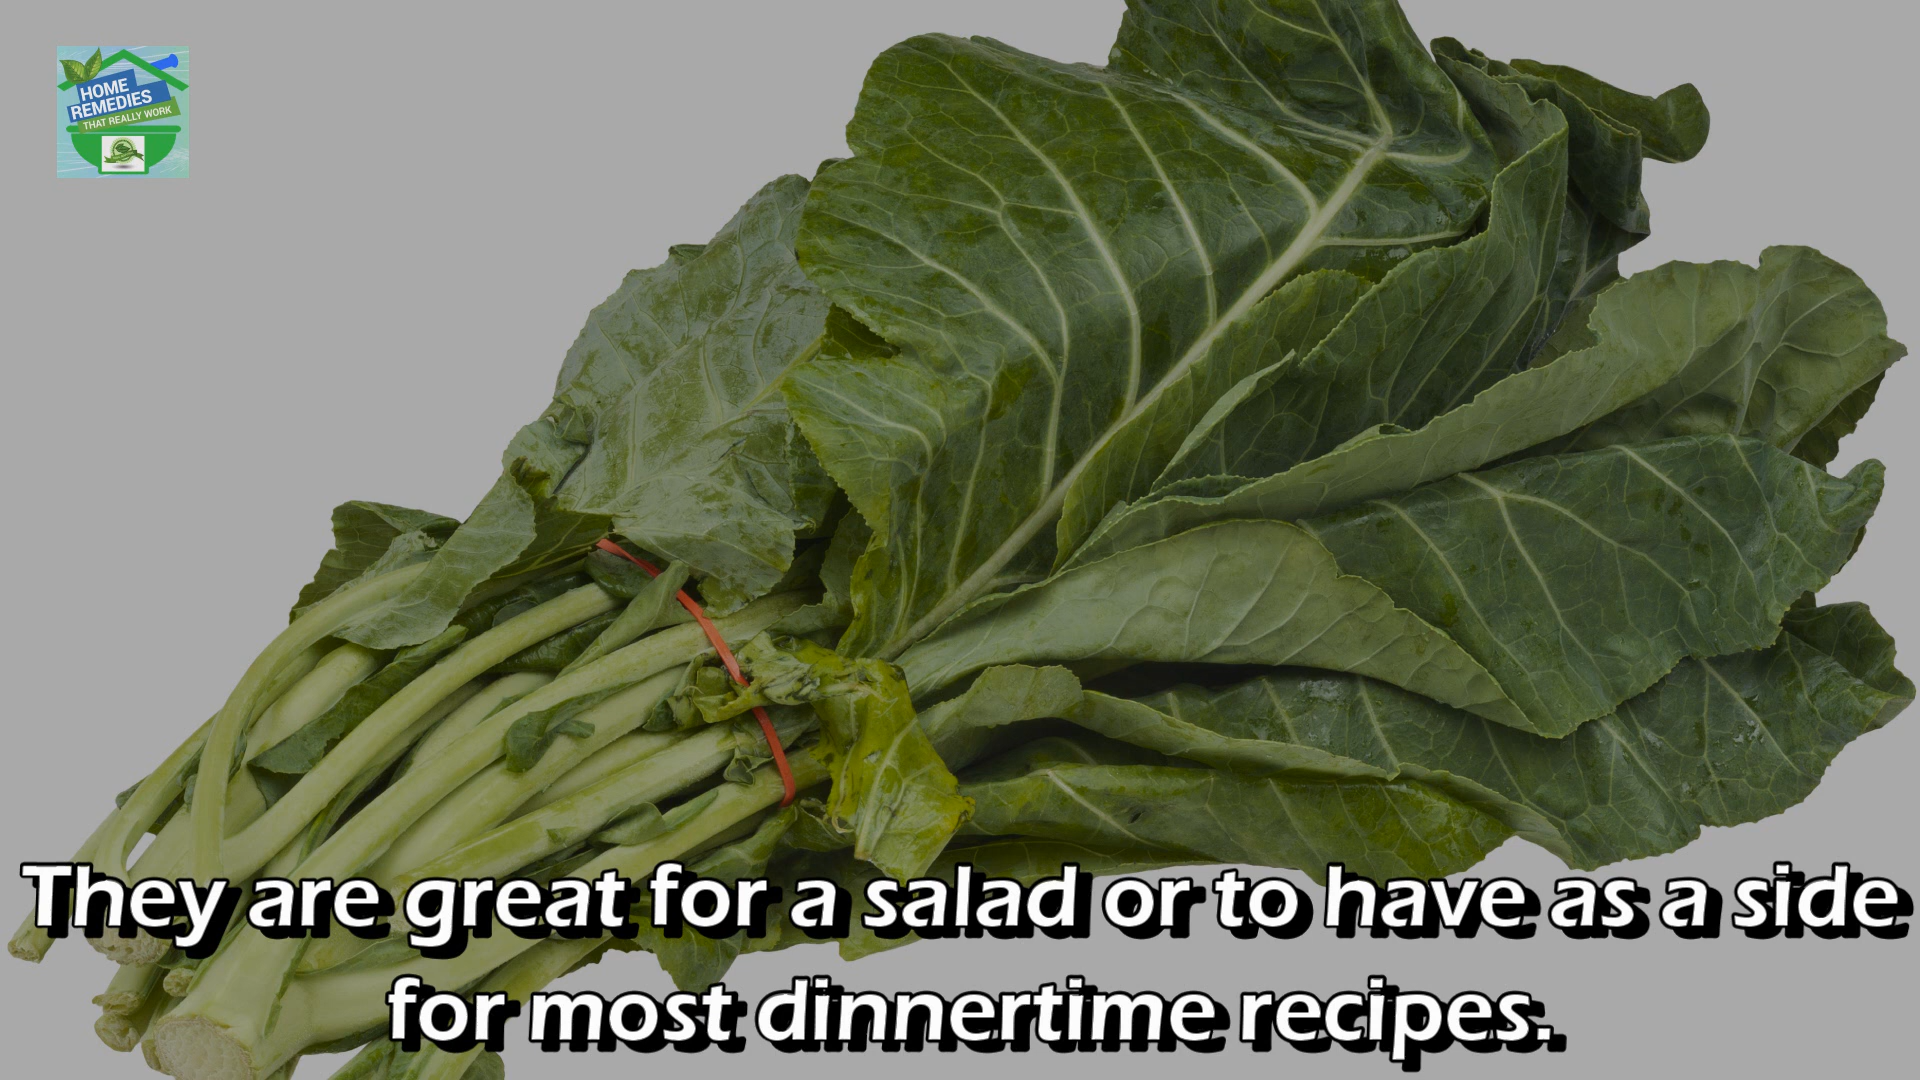 HOME
REMEDIES
THAT REALLY WORK
They are great for a salad or to have as a side
for most dinnertime recipes.